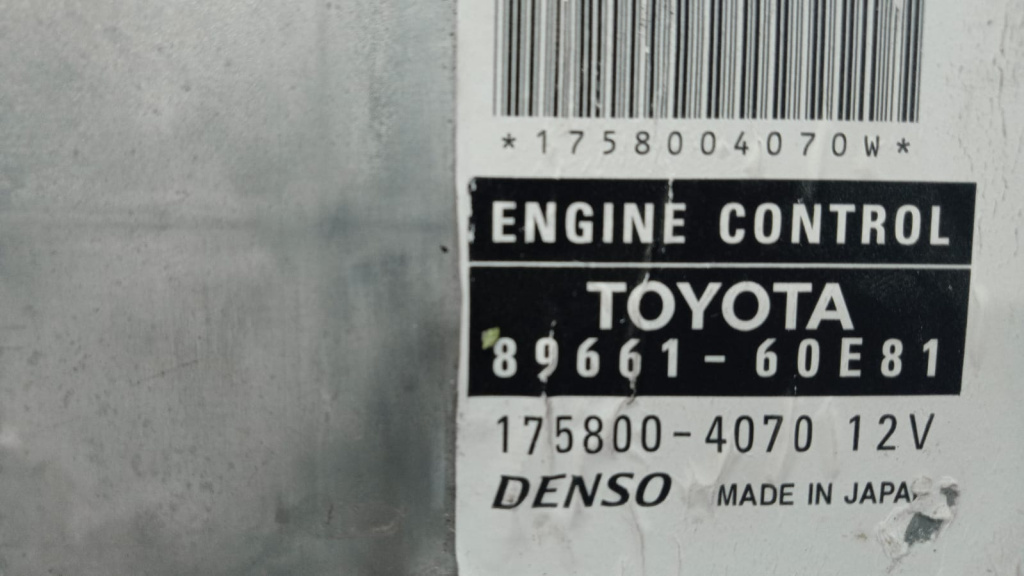 *1758004070W*
ENGINE CONTROL
TOYOTA
89661-60E81
175800-4070 12V
DENSO MADE IN JAPA